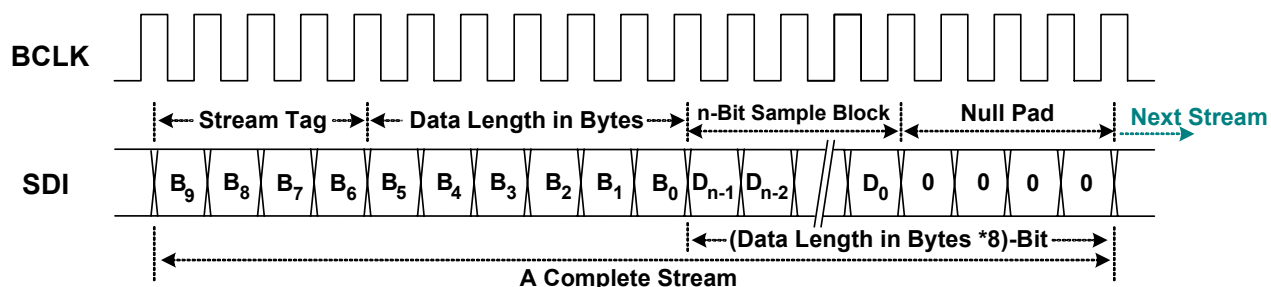 BCLK
Stream Tag Data Length in Bytes n-Bit Sample Block Null Pad Next Stream
SDI B9 B8 B7 B6 B5 B4 B3 B2 B1 B0 Dn-1 Dn-2 D0 0 0 0 0
(Data Length in Bytes *8)-Bit
A Complete Stream